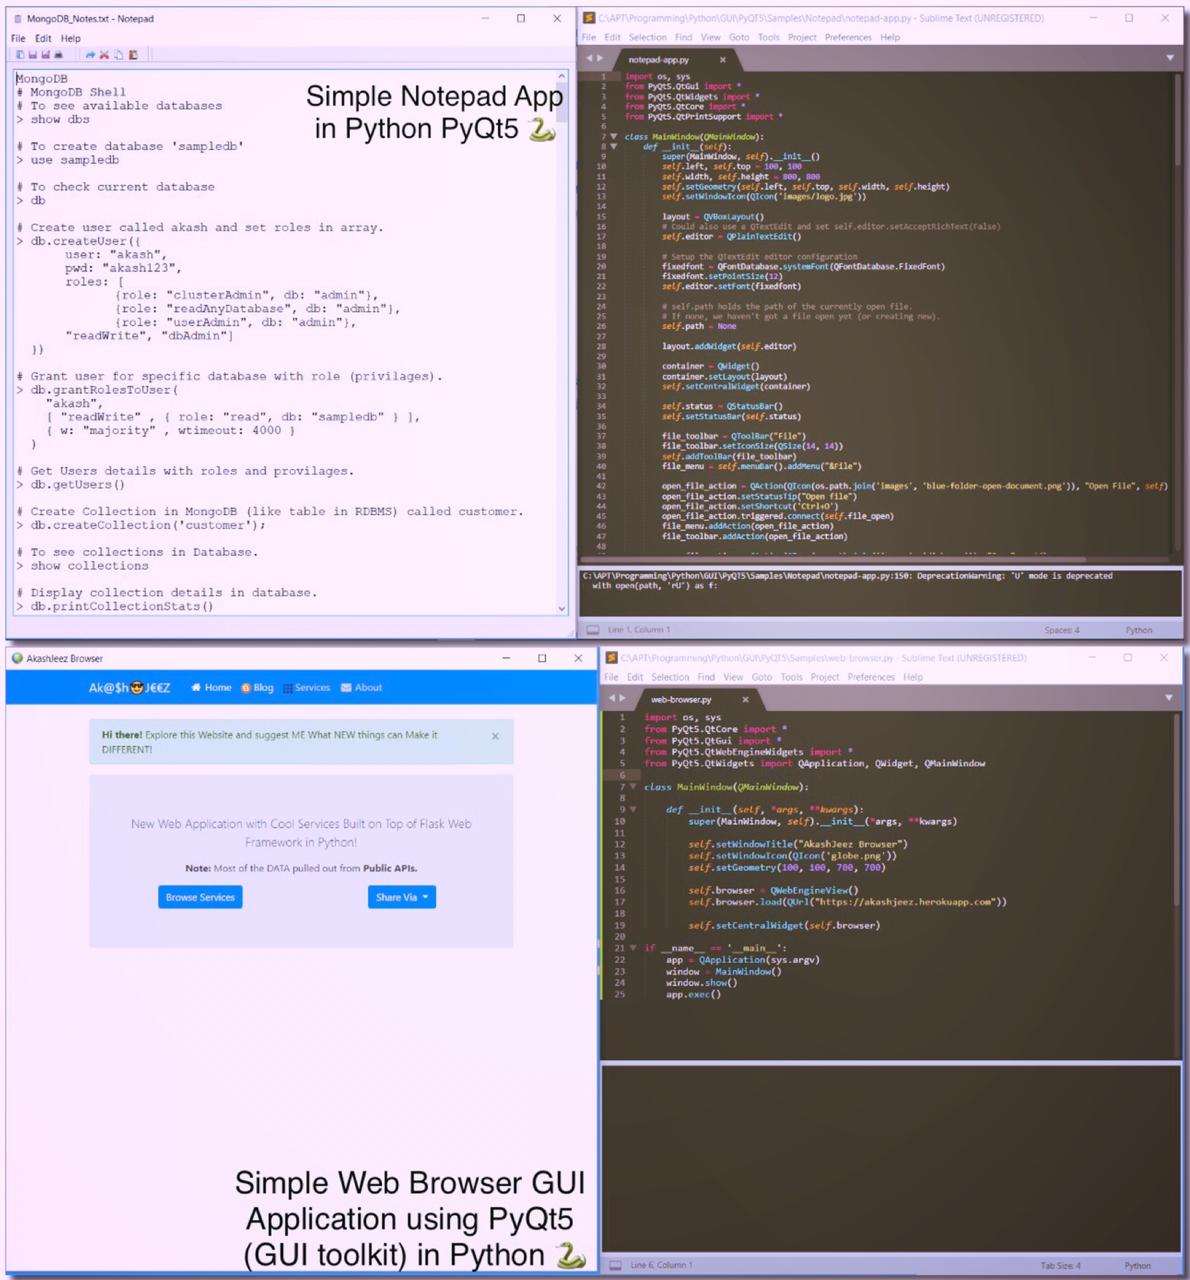 MongoDB_Notes.txt - Notepad
File Edit Help
MongoDB
# MongoDB Shell
# To see available databases
> show dbs
# To create database 'sampledb'
> use sampledb
# To check current database
> db
# Create user called akash and set roles in array.
> db.createUser({
user: "akash",
pwd: "akash123",
roles: [
{role: "clusterAdmin", db: "admin"},
{role: "readAnyDatabase", db: "admin"},
{role: "userAdmin", db: "admin"},
"readWrite", "dbAdmin"]
})
# Grant user for specific database with role (privilages).
> db.grantRolesToUser(
"akash",
[ "readWrite" , { role: "read", db: "sampledb" } ],
{ w: "majority" , wtimeout: 4000 }
)
# Get Users details with roles and provilages.
> db.getUsers()
# Create Collection in MongoDB (like table in RDBMS) called customer.
> db.createCollection('customer');
# To see collections in Database.
> show collections
# Display collection details in database.
> db.printCollectionStats()
Simple Notepad App
in Python PyQt5 🐍
C:\APT\Programming\Python\GUI\PyQT5\Samples\Notepad\notepad-app.py - Sublime Text (UNREGISTERED)
File Edit Selection Find View Goto Tools Project Preferences Help
notepad-app.py
1 import os, sys
2 from PyQt5.QtGui import *
3 from PyQt5.QtWidgets import *
4 from PyQt5.QtCore import *
5 from PyQt5.QtPrintSupport import *
6
7 class MainWindow(QMainWindow):
8 def __init__(self):
9 super(MainWindow, self).__init__()
10 self.left, self.top = 100, 100
11 self.width, self.height = 800, 800
12 self.setGeometry(self.left, self.top, self.width, self.height)
13 self.setWindowIcon(QIcon('images/logo.jpg'))
14
15 layout = QVBoxLayout()
16 # Could also use a QTextEdit and set self.editor.setAcceptRichText(False)
17 self.editor = QPlainTextEdit()
18
19 # Setup the QTextEdit editor configuration
20 fixedfont = QFontDatabase.systemFont(QFontDatabase.FixedFont)
21 fixedfont.setPointSize(12)
22 self.editor.setFont(fixedfont)
23
24 # self.path holds the path of the currently open file.
25 # If none, we haven't got a file open yet (or creating new).
26 self.path = None
27
28 layout.addWidget(self.editor)
29
30 container = QWidget()
31 container.setLayout(layout)
32 self.setCentralWidget(container)
33
34 self.status = QStatusBar()
35 self.setStatusBar(self.status)
36
37 file_toolbar = QToolBar("File")
38 file_toolbar.setIconSize(QSize(14, 14))
39 self.addToolBar(file_toolbar)
40 file_menu = self.menuBar().addMenu("&File")
41
42 open_file_action = QAction(QIcon(os.path.join('images', 'blue-folder-open-document.png')), "Open File", self)
43 open_file_action.setStatusTip("Open file")
44 open_file_action.setShortcut('Ctrl+O')
45 open_file_action.triggered.connect(self.file_open)
46 file_menu.addAction(open_file_action)
47 file_toolbar.addAction(open_file_action)
48
C:\APT\Programming\Python\GUI\PyQT5\Samples\Notepad\notepad-app.py:150: DeprecationWarning: 'U' mode is deprecated
with open(path, 'rU') as f:
Line 1, Column 1 Spaces: 4 Python
AkashJeez Browser
Ak@$h😎J€€Z Home Blog Services About
Hi there! Explore this Website and suggest ME What NEW things can Make it
DIFFERENT!
×
New Web Application with Cool Services Built on Top of Flask Web
Framework in Python!
Note: Most of the DATA pulled out from Public APIs.
Browse Services Share Via
Simple Web Browser GUI
Application using PyQt5
(GUI toolkit) in Python 🐍
C:\APT\Programming\Python\GUI\PyQT5\Samples\web-browser.py - Sublime Text (UNREGISTERED)
File Edit Selection Find View Goto Tools Project Preferences Help
web-browser.py
1 import os, sys
2 from PyQt5.QtCore import *
3 from PyQt5.QtGui import *
4 from PyQt5.QtWebEngineWidgets import *
5 from PyQt5.QtWidgets import QApplication, QWidget, QMainWindow
6
7 class MainWindow(QMainWindow):
8
9 def __init__(self, *args, **kwargs):
10 super(MainWindow, self).__init__(*args, **kwargs)
11
12 self.setWindowTitle("AkashJeez Browser")
13 self.setWindowIcon(QIcon('globe.png'))
14 self.setGeometry(100, 100, 700, 700)
15
16 self.browser = QWebEngineView()
17 self.browser.load(QUrl("https://akashjeez.herokuapp.com"))
18
19 self.setCentralWidget(self.browser)
20
21 if __name__ == '__main__':
22 app = QApplication(sys.argv)
23 window = MainWindow()
24 window.show()
25 app.exec()
Line 6, Column 1 Tab Size: 4 Python